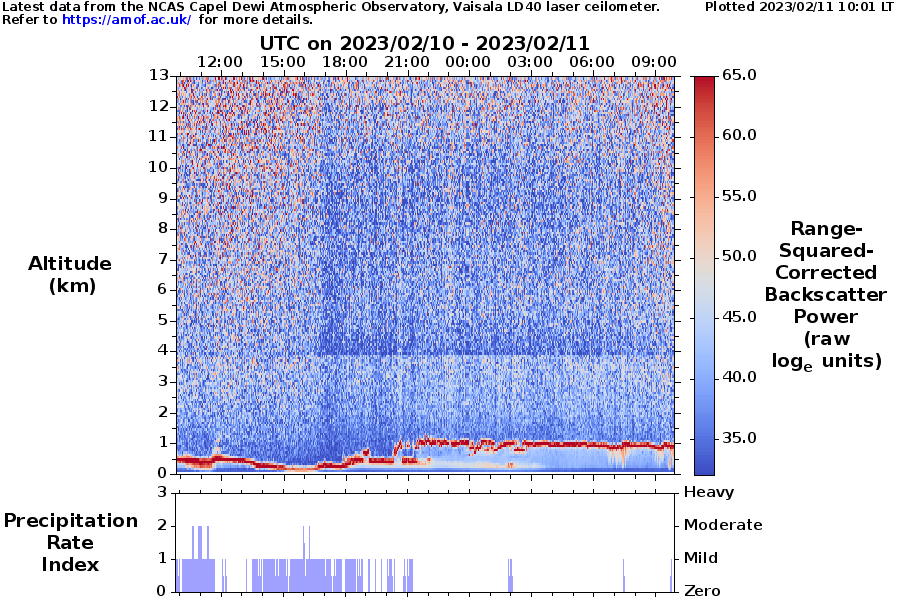 Latest data from the NCAS Capel Dewi Atmospheric Observatory, Vaisala LD40 laser ceilometer. Plotted 2023/02/11 10:01 LT
Refer to https://amof.ac.uk/ for more details.
UTC on 2023/02/10 - 2023/02/11
12:00 15:00 18:00 21:00 00:00 03:00 06:00 09:00
13
12
11
10
9
8
7
6
5
4
3
2
1
0
Altitude
(km)
65.0
60.0
55.0
50.0
45.0
40.0
35.0
Range-
Squared-
Corrected
Backscatter
Power
(raw
loge units)
3
2
1
0
Precipitation
Rate
Index
Heavy
Moderate
Mild
Zero